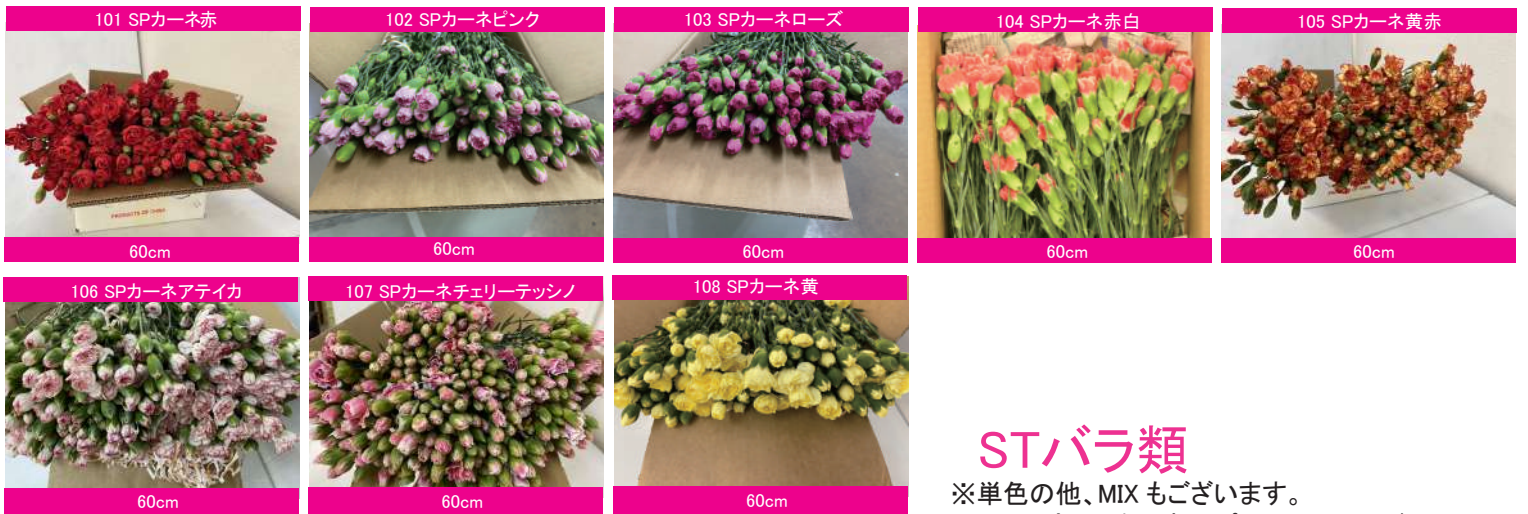 101 SPカーネ赤
102 SPカーネピンク
103 SPカーネローズ
104 SPカーネ赤白
105 SPカーネ黄赤
PRODUCTS OF CHINA
60cm
60cm
60cm
60cm
60cm
106 SPカーネアテイカ
107 SPカーネチェリーテッシノ
108 SPカーネ黄
60cm
60cm
60cm
STバラ類
※単色の他、MIX もございます。